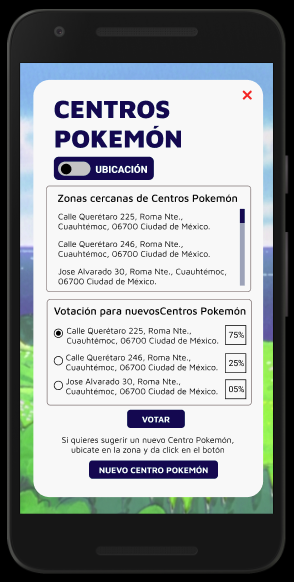 CENTROS
POKEMÓN
UBICACIÓN
Zonas cercanas de Centros Pokemón
Calle Querétaro 225, Roma Nte.,
Cuauhtémoc, 06700 Ciudad de México.
Calle Querétaro 246, Roma Nte.,
Cuauhtémoc, 06700 Ciudad de México.
Jose Alvarado 30, Roma Nte., Cuauhtémoc,
06700 Ciudad de México.
Votación para nuevosCentros Pokemón
Calle Querétaro 225, Roma Nte.,
Cuauhtémoc, 06700 Ciudad de México.
75%
Calle Querétaro 246, Roma Nte.,
Cuauhtémoc, 06700 Ciudad de México.
25%
Jose Alvarado 30, Roma Nte.,
Cuauhtémoc, 06700 Ciudad de México.
05%
VOTAR
Si quieres sugerir un nuevo Centro Pokemón,
ubicate en la zona y da click en el botón
NUEVO CENTRO POKEMÓN